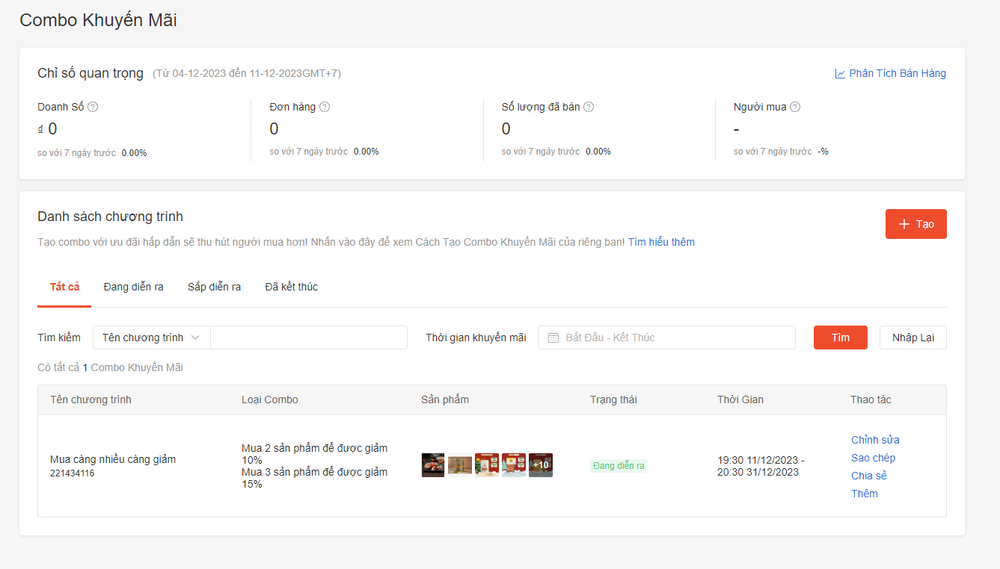 Combo Khuyến Mãi
Chỉ số quan trọng (Từ 04-12-2023 đến 11-12-2023GMT+7)
Phân Tích Bán Hàng
Doanh Số
Đơn hàng
Số lượng đã bán
Người mua
₫ 0
0
0
-
so với 7 ngày trước 0.00%
so với 7 ngày trước 0.00%
so với 7 ngày trước 0.00%
so với 7 ngày trước -%
Danh sách chương trình
Tạo
Tạo combo với ưu đãi hấp dẫn sẽ thu hút người mua hơn! Nhấn vào đây để xem Cách Tạo Combo Khuyến Mãi của riêng bạn! Tìm hiểu thêm
Tất cả
Đang diễn ra
Sắp diễn ra
Đã kết thúc
Tìm kiếm
Tên chương trình
Thời gian khuyến mãi
Bắt Đầu - Kết Thúc
Tìm
Nhập Lại
Có tất cả 1 Combo Khuyến Mãi
Tên chương trình
Loại Combo
Sản phẩm
Trạng thái
Thời Gian
Thao tác
Mua càng nhiều càng giảm
221434116
Mua 2 sản phẩm để được giảm
10%
Mua 3 sản phẩm để được giảm
15%
+10
Đang diễn ra
19:30 11/12/2023 -
20:30 31/12/2023
Chỉnh sửa
Sao chép
Chia sẻ
Thêm